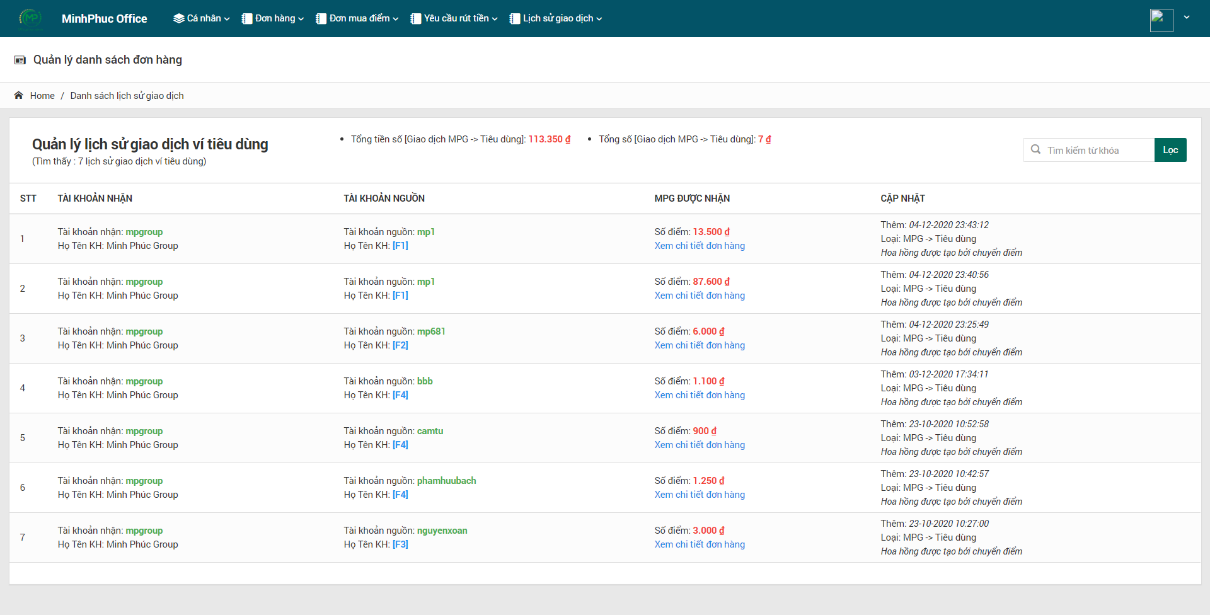 MinhPhuc Office Cá nhân Đơn hàng Đơn mua điểm Yêu cầu rút tiền Lịch sử giao dịch
Quản lý danh sách đơn hàng
Home / Danh sách lịch sử giao dịch
Quản lý lịch sử giao dịch ví tiêu dùng
(Tìm thấy : 7 lịch sử giao dịch ví tiêu dùng)
• Tổng tiền số [Giao dịch MPG -> Tiêu dùng]: 113.350 ₫ • Tổng số [Giao dịch MPG -> Tiêu dùng]: 7 ₫
Tìm kiếm từ khóa Lọc
STT TÀI KHOẢN NHẬN TÀI KHOẢN NGUỒN MPG ĐƯỢC NHẬN CẬP NHẬT
1
Tài khoản nhận: mpgroup
Họ Tên KH: Minh Phúc Group
Tài khoản nguồn: mp1
Họ Tên KH: [F1]
Số điểm: 13.500 ₫
Xem chi tiết đơn hàng
Thêm: 04-12-2020 23:43:12
Loại: MPG -> Tiêu dùng
Hoa hồng được tạo bởi chuyển điểm
2
Tài khoản nhận: mpgroup
Họ Tên KH: Minh Phúc Group
Tài khoản nguồn: mp1
Họ Tên KH: [F1]
Số điểm: 87.600 ₫
Xem chi tiết đơn hàng
Thêm: 04-12-2020 23:40:56
Loại: MPG -> Tiêu dùng
Hoa hồng được tạo bởi chuyển điểm
3
Tài khoản nhận: mpgroup
Họ Tên KH: Minh Phúc Group
Tài khoản nguồn: mp681
Họ Tên KH: [F2]
Số điểm: 6.000 ₫
Xem chi tiết đơn hàng
Thêm: 04-12-2020 23:25:49
Loại: MPG -> Tiêu dùng
Hoa hồng được tạo bởi chuyển điểm
4
Tài khoản nhận: mpgroup
Họ Tên KH: Minh Phúc Group
Tài khoản nguồn: bbb
Họ Tên KH: [F4]
Số điểm: 1.100 ₫
Xem chi tiết đơn hàng
Thêm: 03-12-2020 17:34:11
Loại: MPG -> Tiêu dùng
Hoa hồng được tạo bởi chuyển điểm
5
Tài khoản nhận: mpgroup
Họ Tên KH: Minh Phúc Group
Tài khoản nguồn: camtu
Họ Tên KH: [F4]
Số điểm: 900 ₫
Xem chi tiết đơn hàng
Thêm: 23-10-2020 10:52:58
Loại: MPG -> Tiêu dùng
Hoa hồng được tạo bởi chuyển điểm
6
Tài khoản nhận: mpgroup
Họ Tên KH: Minh Phúc Group
Tài khoản nguồn: phamhuubach
Họ Tên KH: [F4]
Số điểm: 1.250 ₫
Xem chi tiết đơn hàng
Thêm: 23-10-2020 10:42:57
Loại: MPG -> Tiêu dùng
Hoa hồng được tạo bởi chuyển điểm
7
Tài khoản nhận: mpgroup
Họ Tên KH: Minh Phúc Group
Tài khoản nguồn: nguyenxoan
Họ Tên KH: [F3]
Số điểm: 3.000 ₫
Xem chi tiết đơn hàng
Thêm: 23-10-2020 10:27:00
Loại: MPG -> Tiêu dùng
Hoa hồng được tạo bởi chuyển điểm